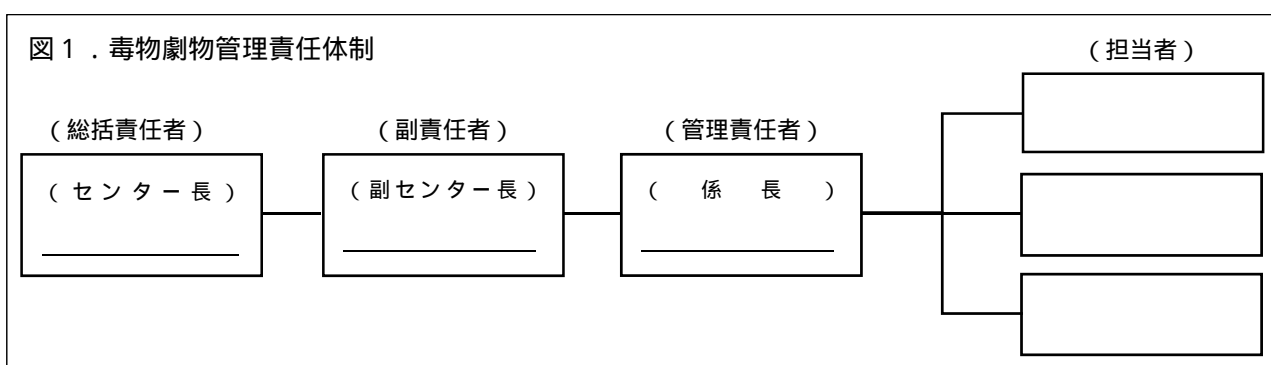 図１．毒物劇物管理責任体制
（担当者）
（総括責任者）
（副責任者）
（管理責任者）
（センター長）
（副センター長）
（係長）